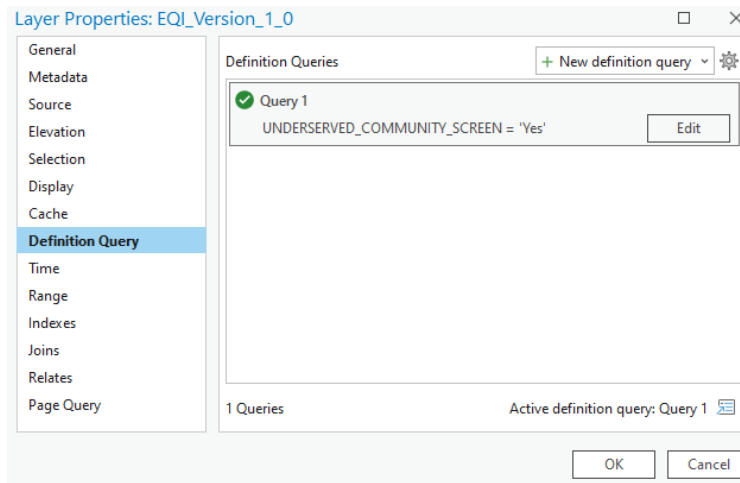 Layer Properties: EQI_Version_1_0
General
Metadata
Source
Elevation
Selection
Display
Cache
Definition Query
Time
Range
Indexes
Joins
Relates
Page Query
Definition Queries
New definition query
Query 1
UNDERSERVED_COMMUNITY_SCREEN = 'Yes'
Edit
1 Queries
Active definition query: Query 1
OK
Cancel